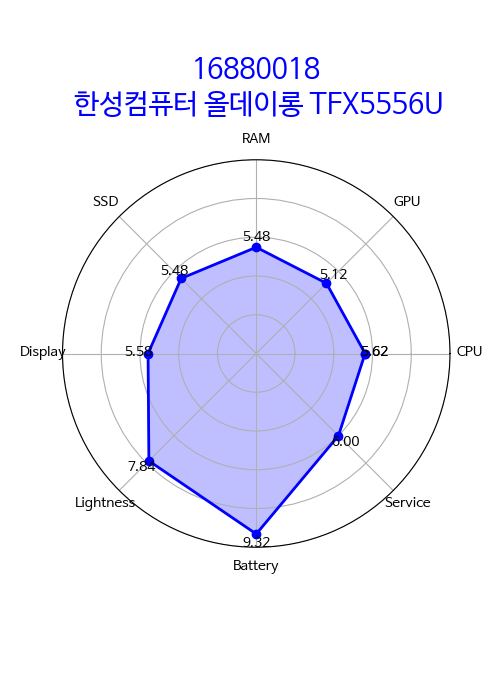 16880018
한성컴퓨터 올데이롱 TFX5556U
RAM
SSD
GPU
5.48
5.48
5.12
Display
5.58
5.62
CPU
7.84
6.00
Lightness
Service
9.32
Battery